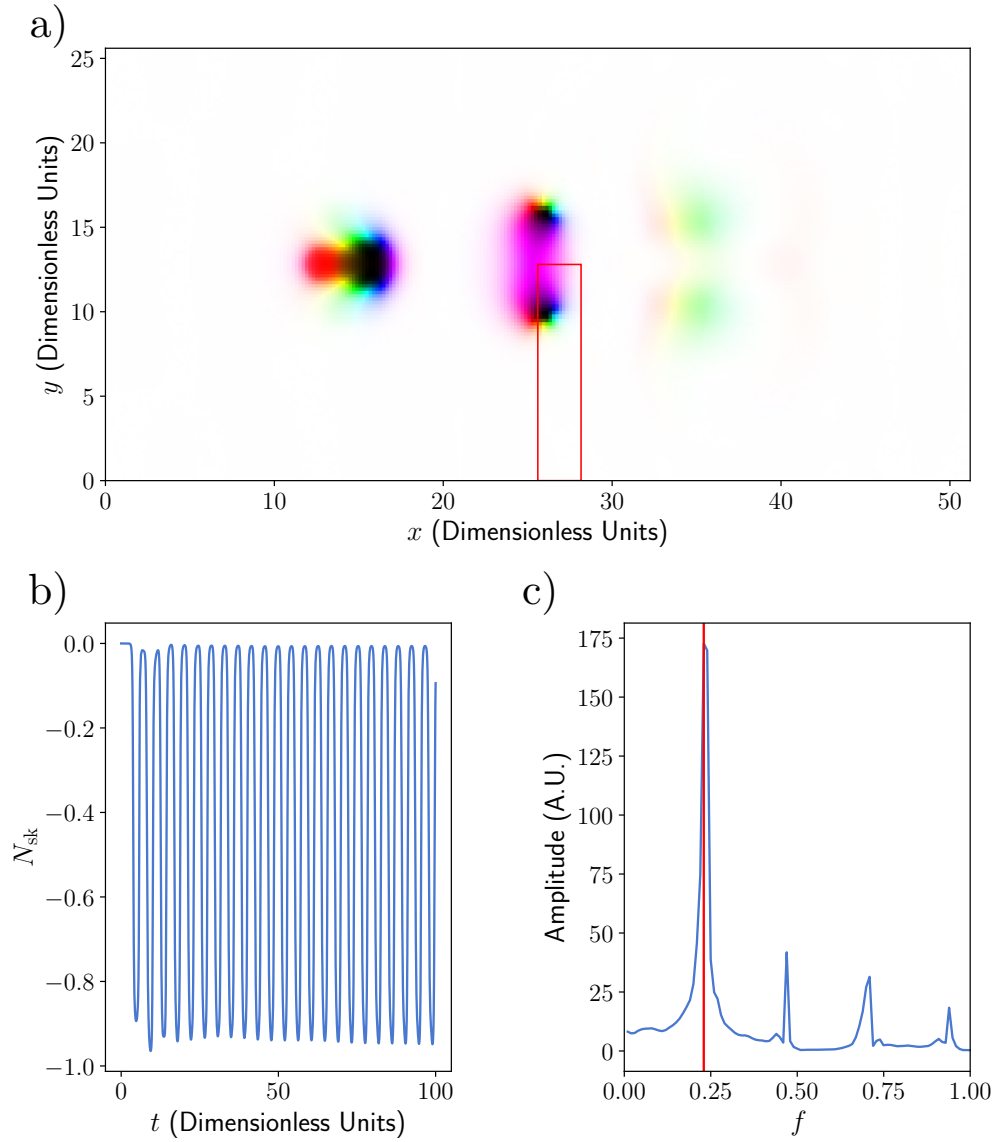 a)
25
20
15
10
5
0
y (Dimensionless Units)
0 10 20 30 40 50
x (Dimensionless Units)
b)
0.0
−0.2
−0.4
−0.6
−0.8
−1.0
N_sk
0 50 100
t (Dimensionless Units)
c)
175
150
125
100
75
50
25
0
Amplitude (A.U.)
0.00 0.25 0.50 0.75 1.00
f